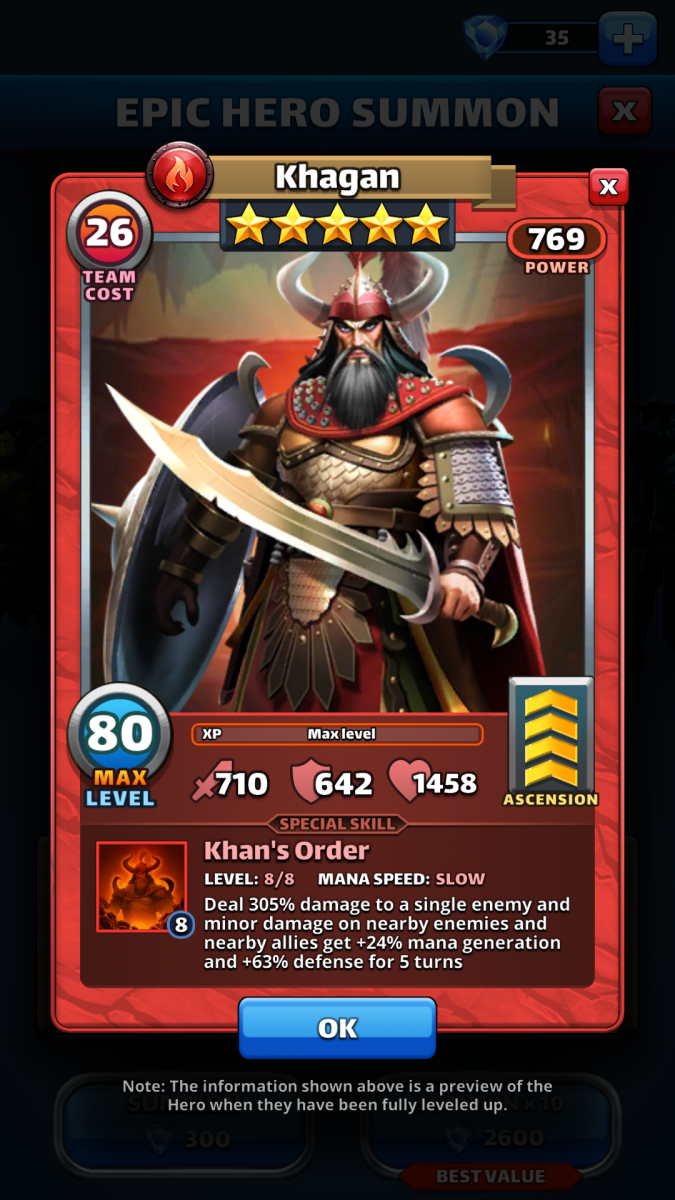 35
EPIC HERO SUMMON
X
Khagan
X
26
TEAM
COST
769
POWER
80
MAX
LEVEL
XP
Max level
710
642
1458
ASCENSION
SPECIAL SKILL
Khan's Order
LEVEL: 8/8 MANA SPEED: SLOW
8
Deal 305% damage to a single enemy and
minor damage on nearby enemies and
nearby allies get +24% mana generation
and +63% defense for 5 turns
OK
Note: The information shown above is a preview of the
Hero when they have been fully leveled up.
X10
300
2600
BEST VALUE